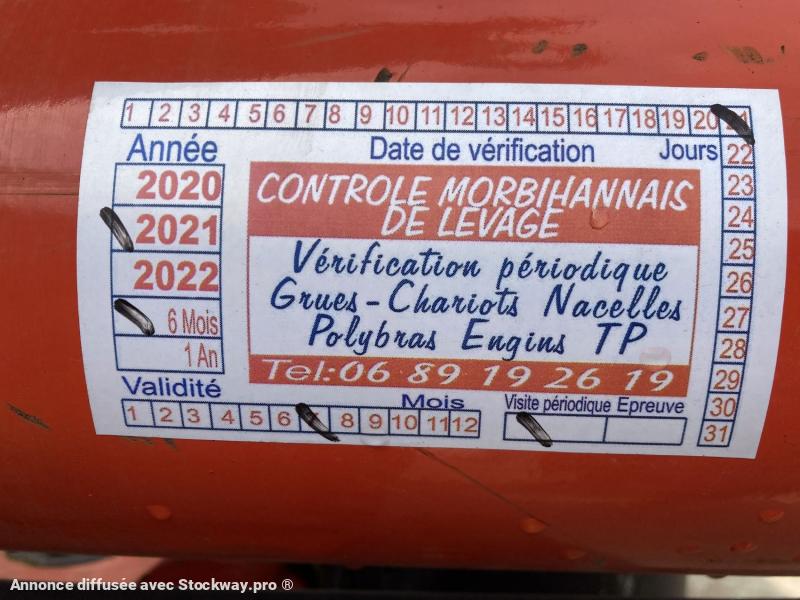 1 2 3 4 5 6 7 8 9 10 11 12 13 14 15 16 17 18 19 20 21
Année Date de vérification Jours 22
2020
2021
2022
6 Mois
1 An
CONTROLE MORBIHANNAIS
DE LEVAGE
Vérification périodique
Grues-Chariots Nacelles
Polybras Engins TP
Tel:06 89 19 26 19
23
24
25
26
27
28
29
30
31
Validité Mois
1 2 3 4 5 6 7 8 9 10 11 12
Visite périodique Epreuve
Annonce diffusée avec Stockway.pro ®